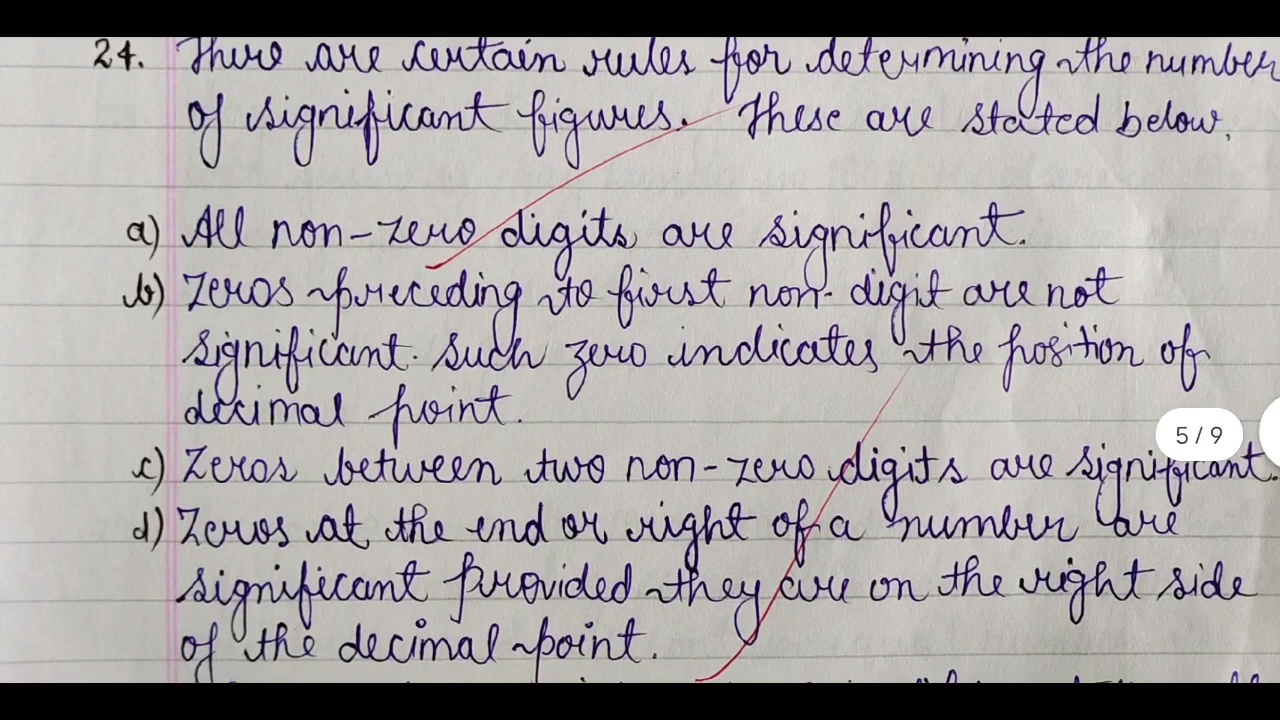 24. There are certain rules for determining the number
of significant figures. These are stated below.
a) All non-zero digits are significant.
b) Zeros preceding to first non- digit are not
significant. Such zero indicates the position of
decimal point.
5 / 9
c) Zeros between two non-zero digits are significant.
d) Zeros at the end or right of a number are
significant provided they are on the right side
of the decimal point.